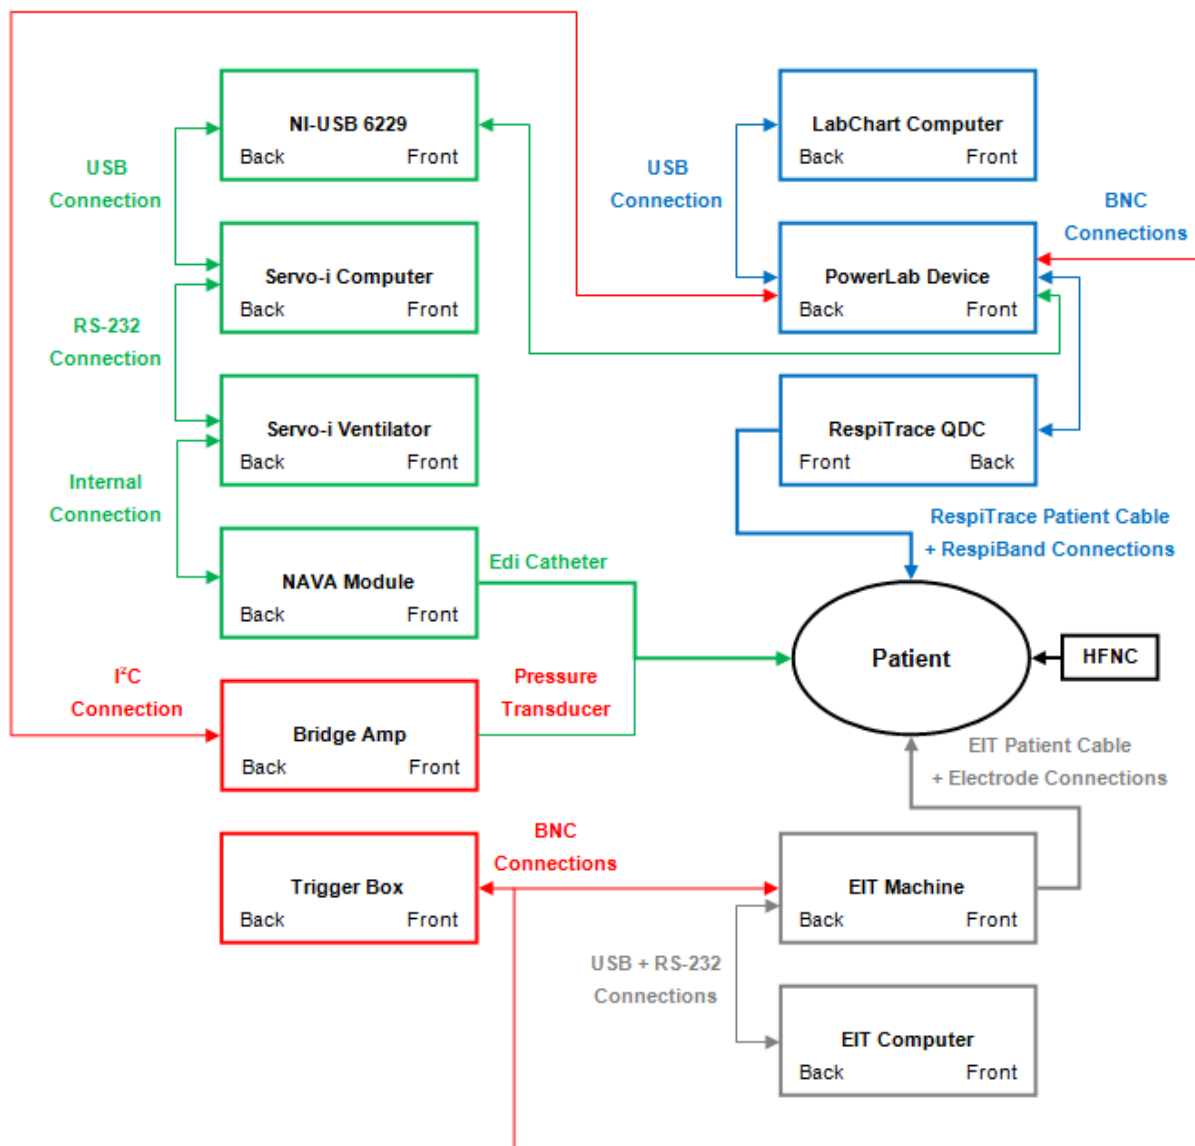 NI-USB 6229
Back Front
USB
Connection
Servo-i Computer
Back Front
RS-232
Connection
Servo-i Ventilator
Back Front
Internal
Connection
NAVA Module
Back Front
Edi Catheter
I²C
Connection
Pressure
Transducer
Bridge Amp
Back Front
BNC
Connections
Trigger Box
Back Front
LabChart Computer
Back Front
USB
Connection
BNC
Connections
PowerLab Device
Back Front
RespiTrace QDC
Front Back
RespiTrace Patient Cable
+ RespiBand Connections
Patient
HFNC
EIT Patient Cable
+ Electrode Connections
EIT Machine
Back Front
USB + RS-232
Connections
EIT Computer
Back Front